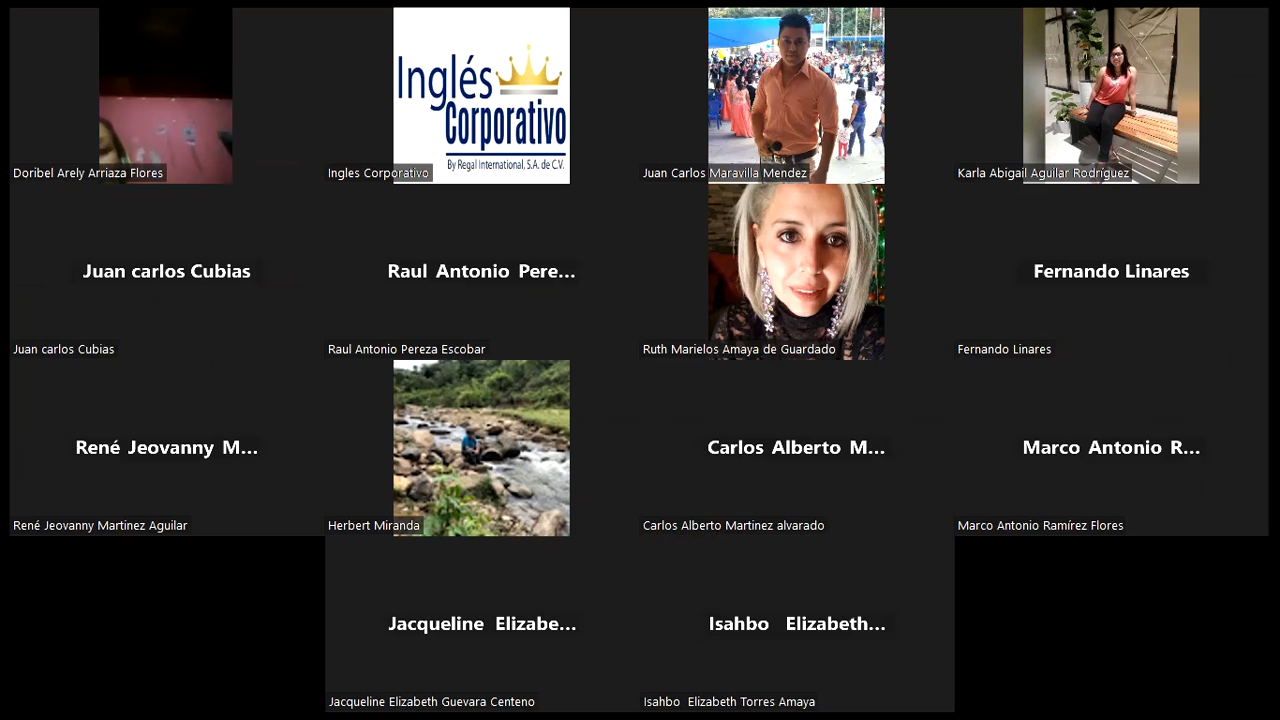 Inglés
Corporativo
By Regal International, S.A. de C.V.
Doribel Arely Arriaza Flores
Ingles Corporativo
Juan Carlos Maravilla Mendez
Karla Abigail Aguilar Rodríguez
Juan carlos Cubias
Raul Antonio Pere...
Fernando Linares
Juan carlos Cubias
Raul Antonio Pereza Escobar
Ruth Marielos Amaya de Guardado
Fernando Linares
René Jeovanny M...
Carlos Alberto M...
Marco Antonio R...
René Jeovanny Martinez Aguilar
Herbert Miranda
Carlos Alberto Martinez alvarado
Marco Antonio Ramírez Flores
Jacqueline Elizabe...
Isahbo Elizabeth...
Jacqueline Elizabeth Guevara Centeno
Isahbo Elizabeth Torres Amaya